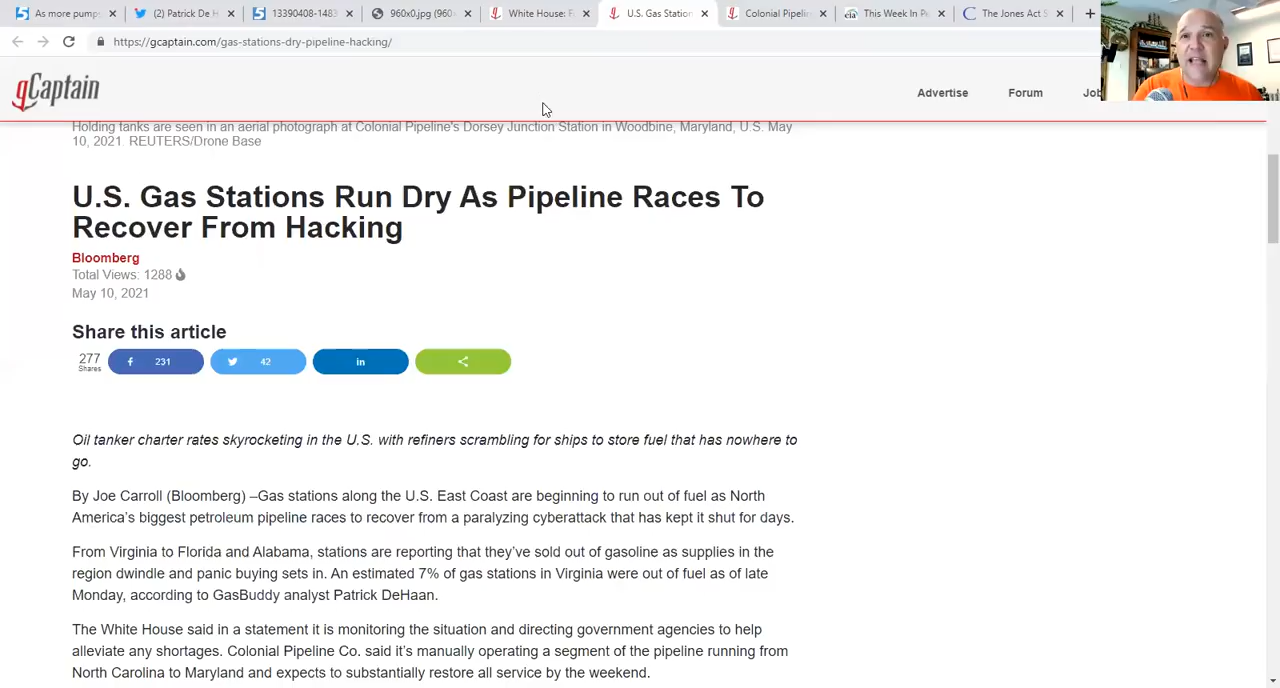 As more pump:
(2) Patrick De H
13390408-1483
960x0.jpg (960×
White House: F
U.S. Gas Station
Colonial Pipelin
This Week In Pe
The Jones Act S
https://gcaptain.com/gas-stations-dry-pipeline-hacking/
gCaptain
Advertise
Forum
Job
Holding tanks are seen in an aerial photograph at Colonial Pipeline's Dorsey Junction Station in Woodbine, Maryland, U.S. May
10, 2021. REUTERS/Drone Base
U.S. Gas Stations Run Dry As Pipeline Races To
Recover From Hacking
Bloomberg
Total Views: 1288
May 10, 2021
Share this article
277
Shares
231
42
in
Oil tanker charter rates skyrocketing in the U.S. with refiners scrambling for ships to store fuel that has nowhere to
go.
By Joe Carroll (Bloomberg) –Gas stations along the U.S. East Coast are beginning to run out of fuel as North
America's biggest petroleum pipeline races to recover from a paralyzing cyberattack that has kept it shut for days.
From Virginia to Florida and Alabama, stations are reporting that they've sold out of gasoline as supplies in the
region dwindle and panic buying sets in. An estimated 7% of gas stations in Virginia were out of fuel as of late
Monday, according to GasBuddy analyst Patrick DeHaan.
The White House said in a statement it is monitoring the situation and directing government agencies to help
alleviate any shortages. Colonial Pipeline Co. said it's manually operating a segment of the pipeline running from
North Carolina to Maryland and expects to substantially restore all service by the weekend.